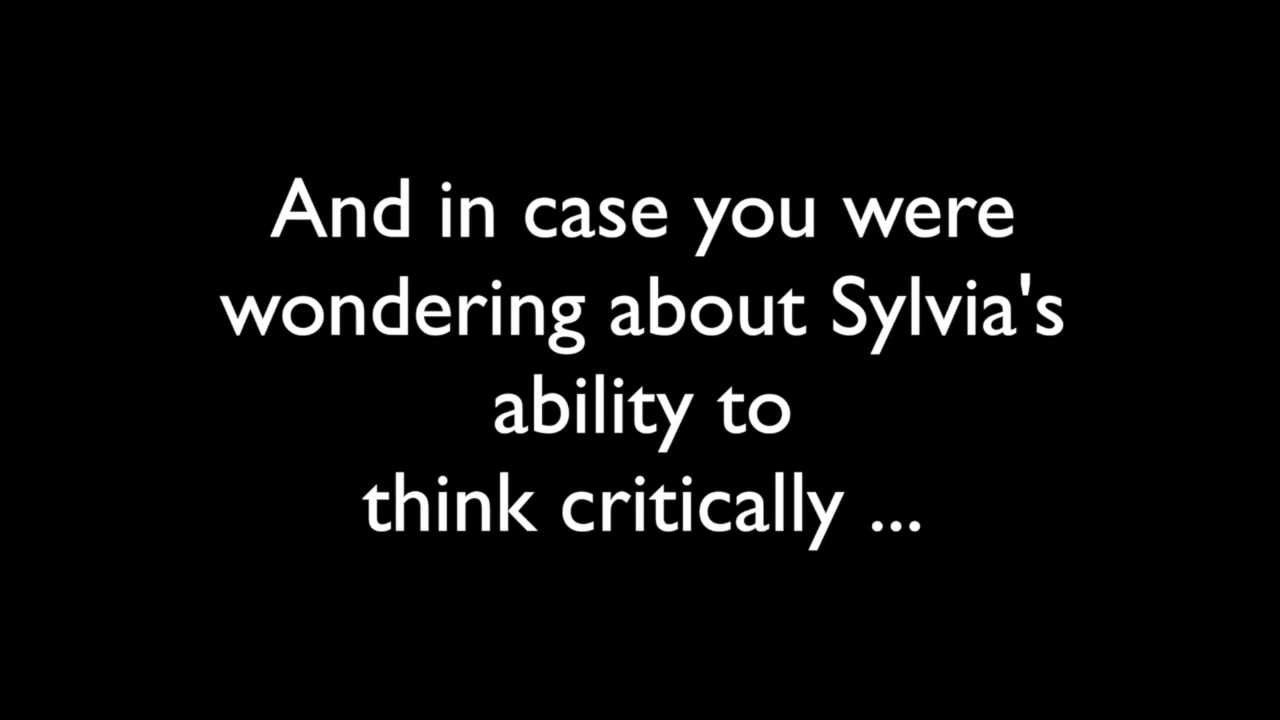 And in case you were
wondering about Sylvia's
ability to
think critically ...